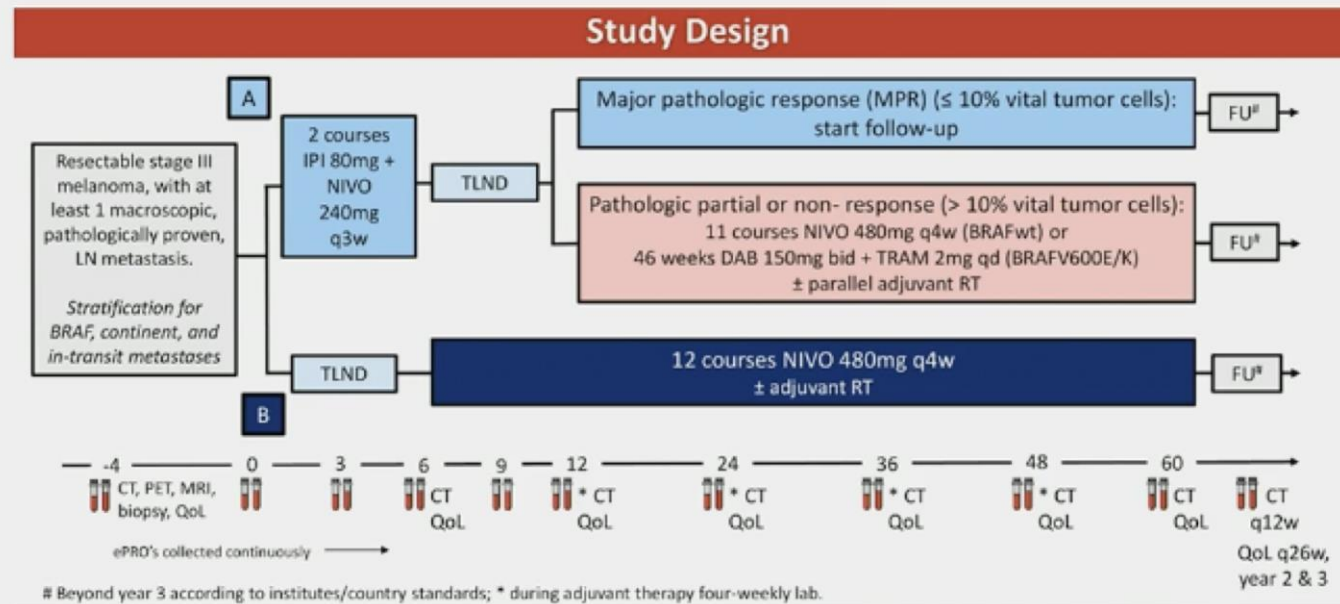 Study Design
A
Resectable stage III
melanoma, with at
least 1 macroscopic,
pathologically proven,
LN metastasis.
Stratification for
BRAF, continent, and
in-transit metastases
2 courses
IPI 80mg +
NIVO
240mg
q3w
TLND
Major pathologic response (MPR) (≤ 10% vital tumor cells):
start follow-up
FU#
Pathologic partial or non- response (> 10% vital tumor cells):
11 courses NIVO 480mg q4w (BRAFwt) or
46 weeks DAB 150mg bid + TRAM 2mg qd (BRAFV600E/K)
± parallel adjuvant RT
FU#
B
TLND
12 courses NIVO 480mg q4w
± adjuvant RT
FU#
-4 0 3 6 9 12 24 36 48 60
CT, PET, MRI, CT * CT * CT * CT * CT CT CT
biopsy, QoL QoL QoL QoL QoL QoL QoL q12w
ePRO's collected continuously
QoL q26w,
year 2 & 3
# Beyond year 3 according to institutes/country standards; * during adjuvant therapy four-weekly lab.